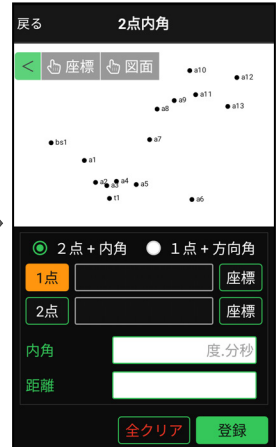 戻る 2点内角
< 座標 図面
a10
a12
a9 a11
a8 a13
bs1 a7
a1
a2 a3 a4 a5
t1 a6
２点＋内角 １点＋方向角
1点 座標
2点 座標
内角 度.分秒
距離
全クリア 登録